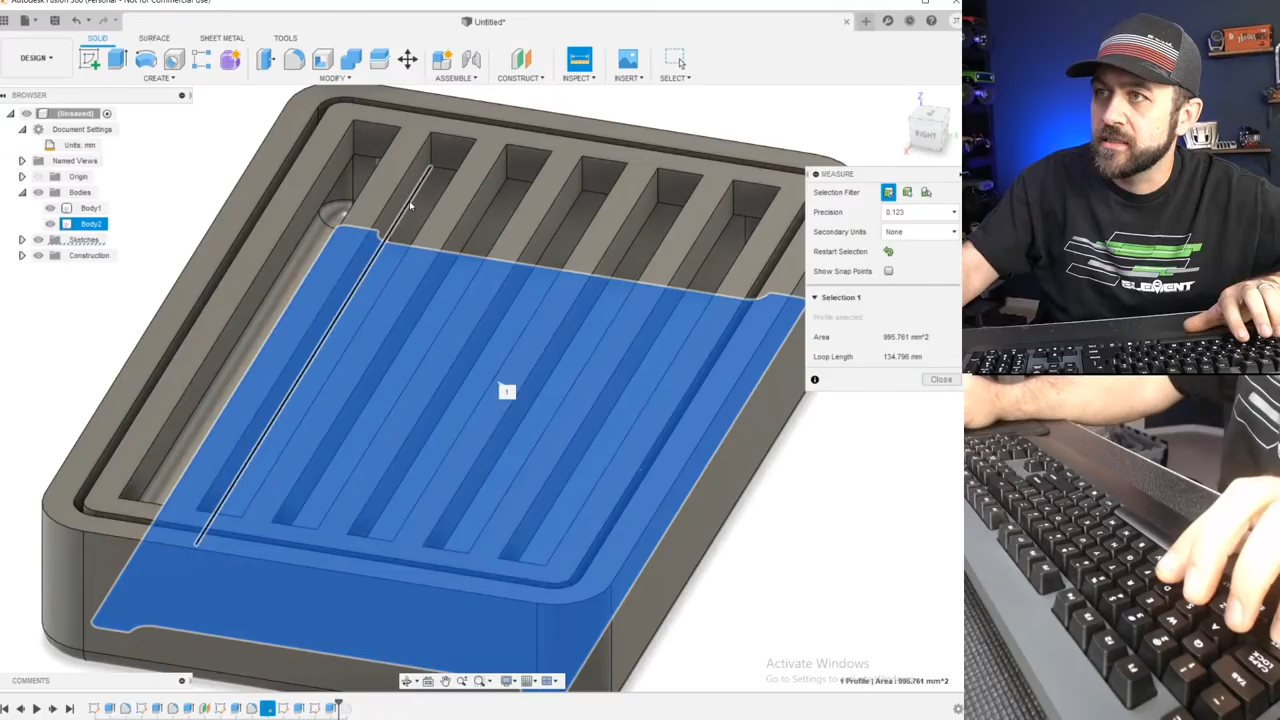 Autodesk Fusion 360 (Personal - Not for Commercial Use)
Untitled*
DESIGN
SOLID SURFACE SHEET METAL TOOLS
CREATE MODIFY ASSEMBLE CONSTRUCT INSPECT INSERT SELECT
BROWSER
(Unsaved)
Document Settings
Units: mm
Named Views
Origin
Bodies
Body1
Body2
Sketches
Construction
Z
RIGHT
X
MEASURE
Selection Filter
Precision 0.123
Secondary Units None
Restart Selection
Show Snap Points
Selection 1
Profile selected
Area 995.761 mm^2
Loop Length 134.796 mm
Close
1
Activate Windows
Go to Settings to
1 Profile | Area : 995.761 mm^2
COMMENTS
ELEMENT
CAPS LOCK